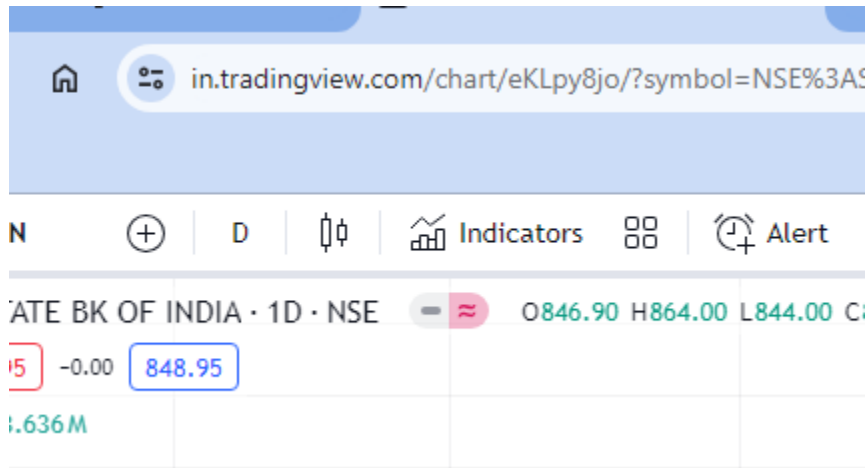 in.tradingview.com/chart/eKLpy8jo/?symbol=NSE%3AS
N D Indicators Alert
ATE BK OF INDIA · 1D · NSE O846.90 H864.00 L844.00 C
95 −0.00 848.95
.636M